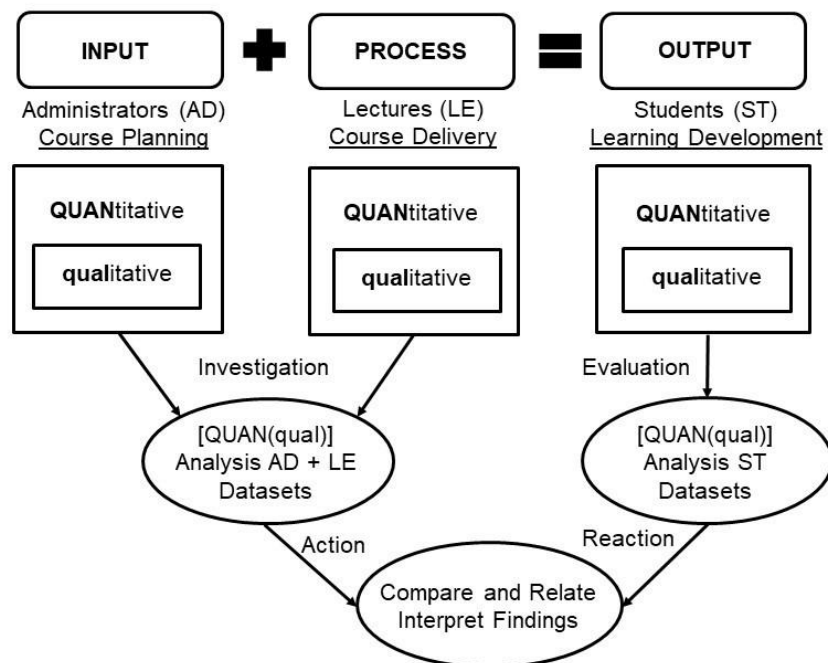 INPUT
PROCESS
OUTPUT
Administrators (AD)
Course Planning
Lectures (LE)
Course Delivery
Students (ST)
Learning Development
QUANtitative
qualitative
QUANtitative
qualitative
QUANtitative
qualitative
Investigation
Evaluation
[QUAN(qual)]
Analysis AD + LE
Datasets
[QUAN(qual)]
Analysis ST
Datasets
Action
Reaction
Compare and Relate
Interpret Findings